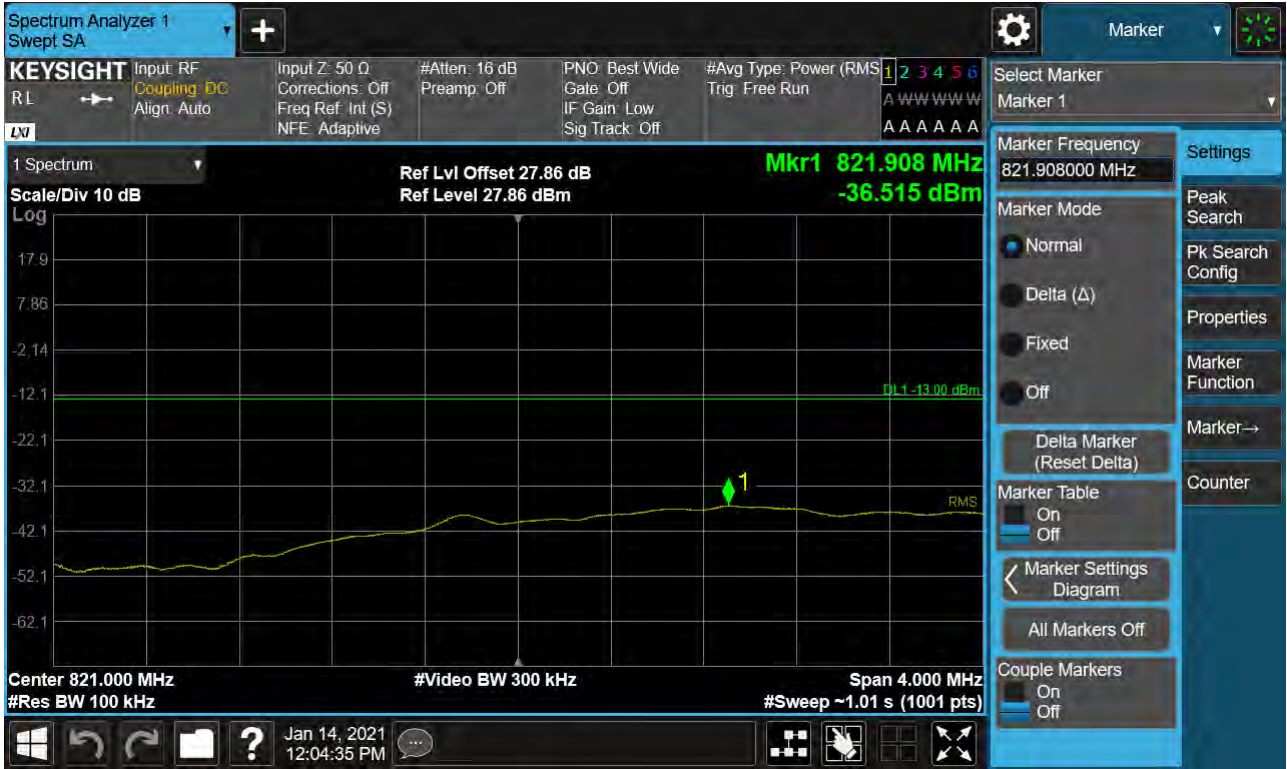 Spectrum Analyzer 1
Swept SA
Marker
KEYSIGHT
RL
LXI
Input: RF
Coupling: DC
Align: Auto
Input Z: 50 Ω
Corrections: Off
Freq Ref: Int (S)
NFE: Adaptive
#Atten: 16 dB
Preamp: Off
PNO: Best Wide
Gate: Off
IF Gain: Low
Sig Track: Off
#Avg Type: Power (RMS
Trig: Free Run
1 2 3 4 5 6
A W W W W W
A A A A A A
Select Marker
Marker 1
1 Spectrum
Scale/Div 10 dB
Log
Ref Lvl Offset 27.86 dB
Ref Level 27.86 dBm
Mkr1 821.908 MHz
-36.515 dBm
17.9
7.86
-2.14
-12.1
-22.1
-32.1
-42.1
-52.1
-62.1
DL1 -13.00 dBm
1
RMS
Center 821.000 MHz
#Res BW 100 kHz
#Video BW 300 kHz
Span 4.000 MHz
#Sweep ~1.01 s (1001 pts)
Marker Frequency
821.908000 MHz
Marker Mode
Normal
Delta (Δ)
Fixed
Off
Delta Marker
(Reset Delta)
Marker Table
On
Off
Marker Settings
Diagram
All Markers Off
Couple Markers
On
Off
Settings
Peak
Search
Pk Search
Config
Properties
Marker
Function
Marker→
Counter
?
Jan 14, 2021
12:04:35 PM